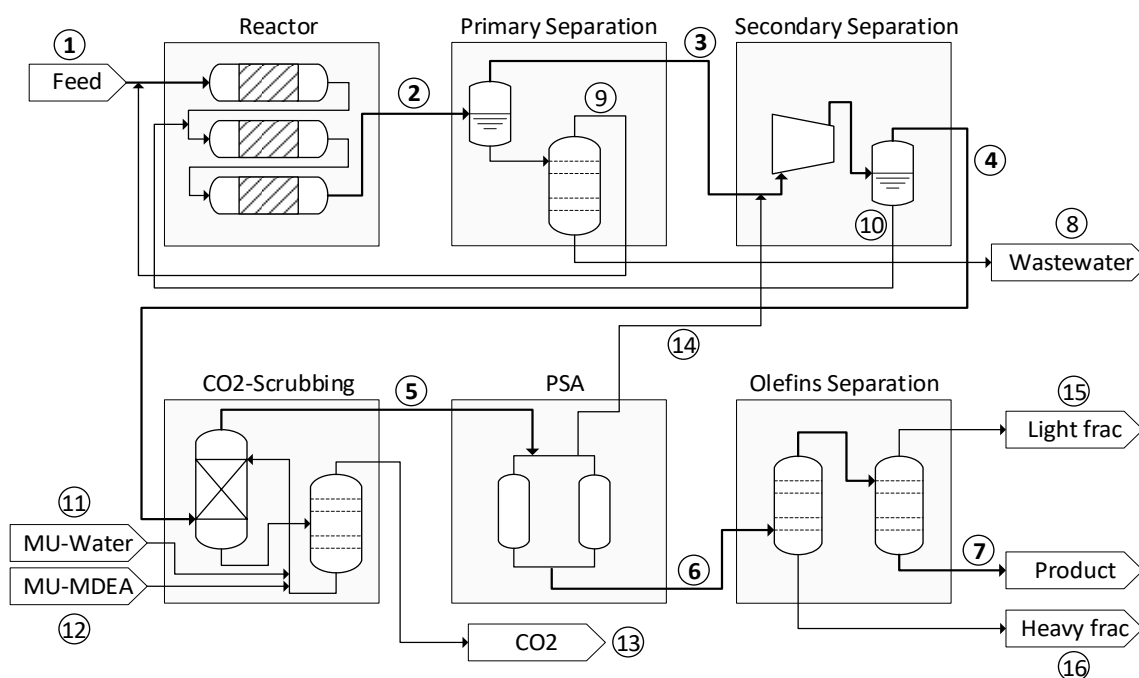 Reactor
Primary Separation
Secondary Separation
1
Feed
2
3
9
4
10
8
Wastewater
14
CO2-Scrubbing
5
PSA
Olefins Separation
15
Light frac
11
MU-Water
MU-MDEA
12
6
7
Product
CO2
13
Heavy frac
16